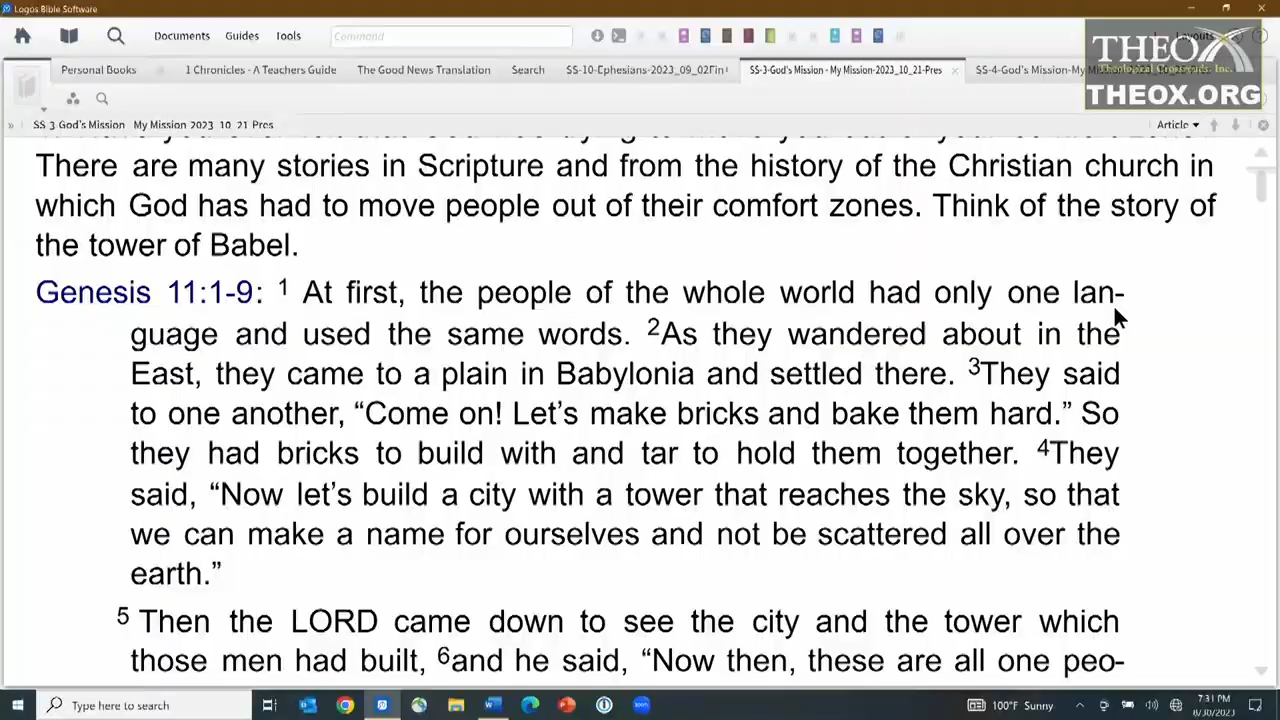 Logos Bible Software
Documents Guides Tools Command
THEOX
Theological Crossroads, Inc.
THEOX.ORG
Personal Books 1 Chronicles - A Teachers Guide The Good News Search SS-10-Ephesians-2023_09_02Fin SS-3-God's Mission - My Mission-2023_10_21-Pres SS-4-God's Mission-My
» SS 3 God's Mission My Mission 2023 10 21 Pres Article
There are many stories in Scripture and from the history of the Christian church in
which God has had to move people out of their comfort zones. Think of the story of
the tower of Babel.
Genesis 11:1-9: 1 At first, the people of the whole world had only one lan-
guage and used the same words. 2As they wandered about in the
East, they came to a plain in Babylonia and settled there. 3They said
to one another, “Come on! Let’s make bricks and bake them hard.” So
they had bricks to build with and tar to hold them together. 4They
said, “Now let’s build a city with a tower that reaches the sky, so that
we can make a name for ourselves and not be scattered all over the
earth.”
5 Then the LORD came down to see the city and the tower which
those men had built, 6and he said, “Now then, these are all one peo-
Type here to search
100°F Sunny
7:31 PM
8/30/2023